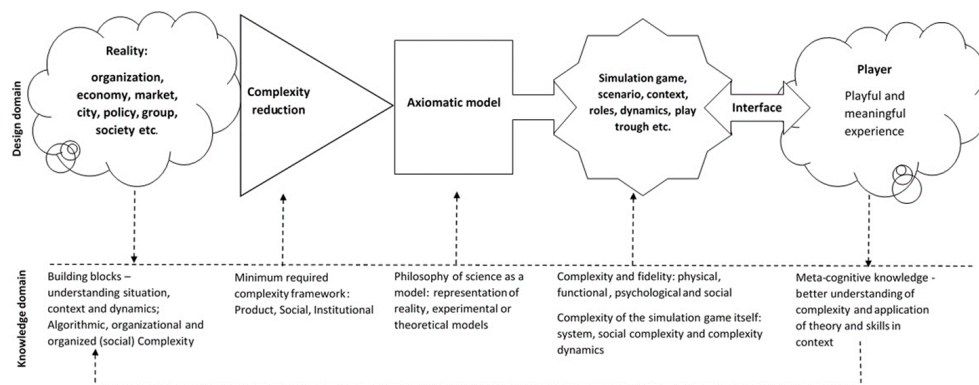 Design domain
Reality:
organization,
economy, market,
city, policy, group,
society etc.
Complexity
reduction
Axiomatic model
Simulation game,
scenario, context,
roles, dynamics, play
trough etc.
Interface
Player
Playful and
meaningful
experience
Knowledge domain
Building blocks –
understanding situation,
context and dynamics;
Algorithmic, organizational and
organized (social) Complexity
Minimum required
complexity framework:
Product, Social, Institutional
Philosophy of science as a
model: representation of
reality, experimental or
theoretical models
Complexity and fidelity: physical,
functional, psychological and social
Complexity of the simulation game itself:
system, social complexity and complexity
dynamics
Meta-cognitive knowledge -
better understanding of
complexity and application
of theory and skills in
context